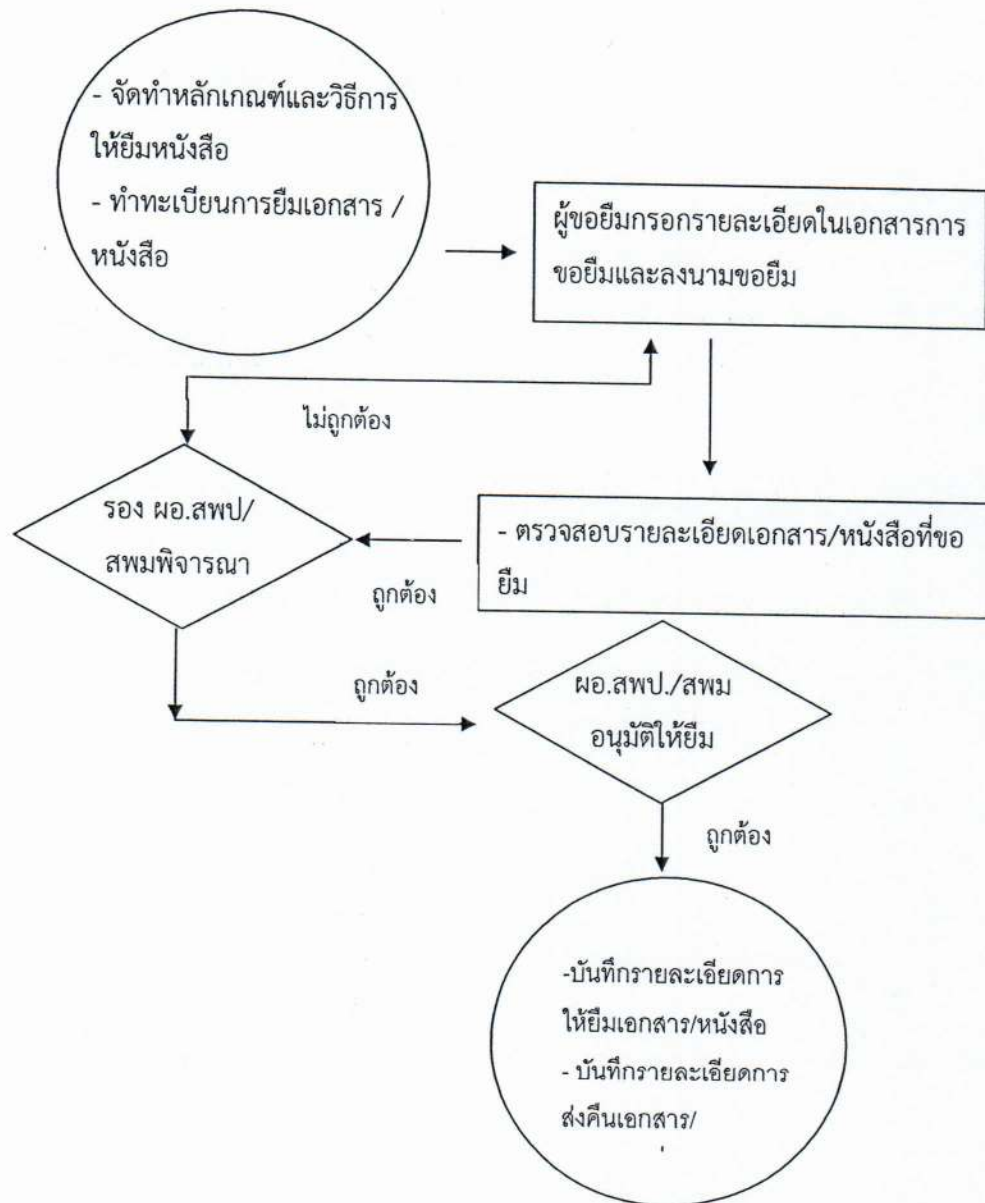 - จัดทำหลักเกณฑ์และวิธีการ
ให้ยืมหนังสือ
- ทำทะเบียนการยืมเอกสาร /
หนังสือ
ผู้ขอยืมกรอกรายละเอียดในเอกสารการ
ขอยืมและลงนามขอยืม
ไม่ถูกต้อง
รอง ผอ.สพป/
สพมพิจารณา
- ตรวจสอบรายละเอียดเอกสาร/หนังสือที่ขอ
ยืม
ถูกต้อง
ถูกต้อง
ผอ.สพป./สพม
อนุมัติให้ยืม
ถูกต้อง
-บันทึกรายละเอียดการ
ให้ยืมเอกสาร/หนังสือ
- บันทึกรายละเอียดการ
ส่งคืนเอกสาร/